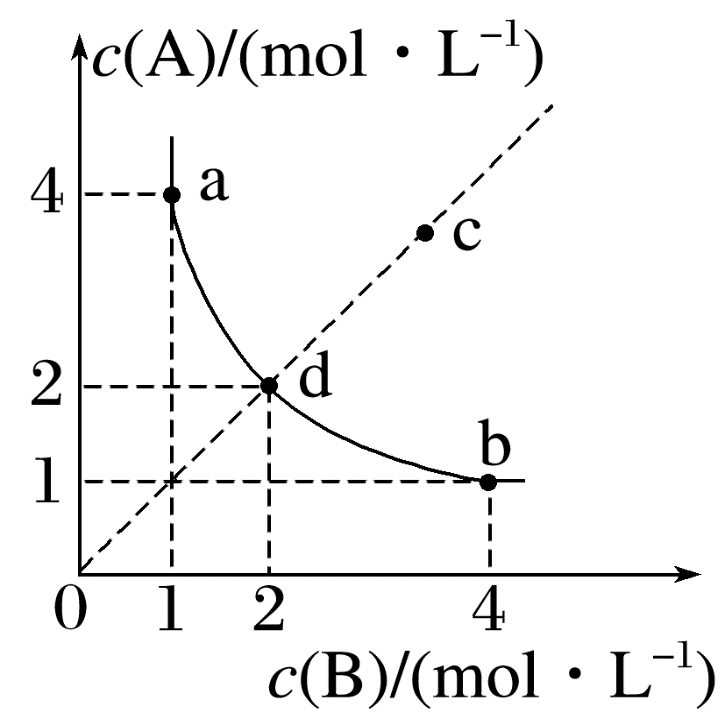 c(A)/(mol · L⁻¹)
4
a
c
2
d
b
1
0 1 2 4
c(B)/(mol · L⁻¹)